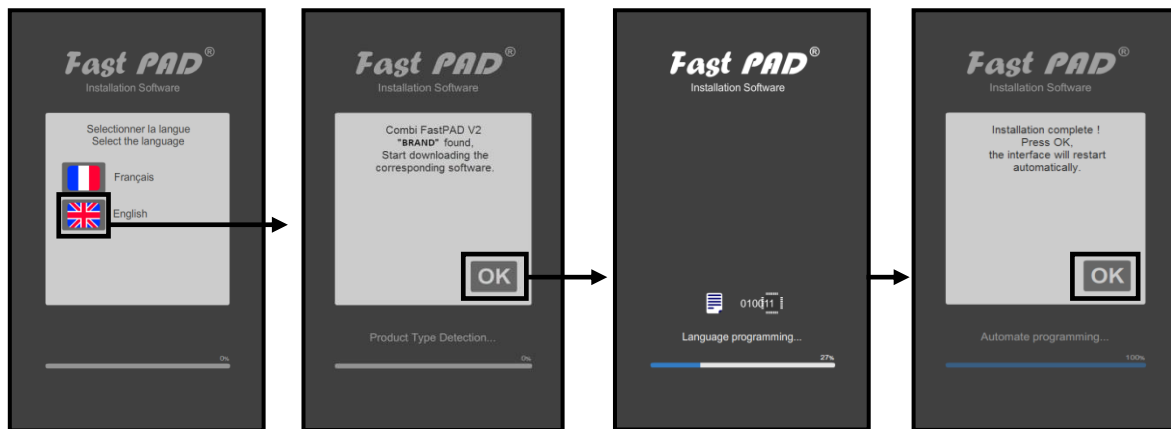 Fast PAD®
Installation Software
Selectionner la langue
Select the language
Français
English
0%
Fast PAD®
Installation Software
Combi FastPAD V2
"BRAND" found,
Start downloading the
corresponding software.
OK
Product Type Detection...
0%
Fast PAD®
Installation Software
010011
Language programming...
27%
Fast PAD®
Installation Software
Installation complete !
Press OK,
the interface will restart
automatically.
OK
Automate programming...
100%